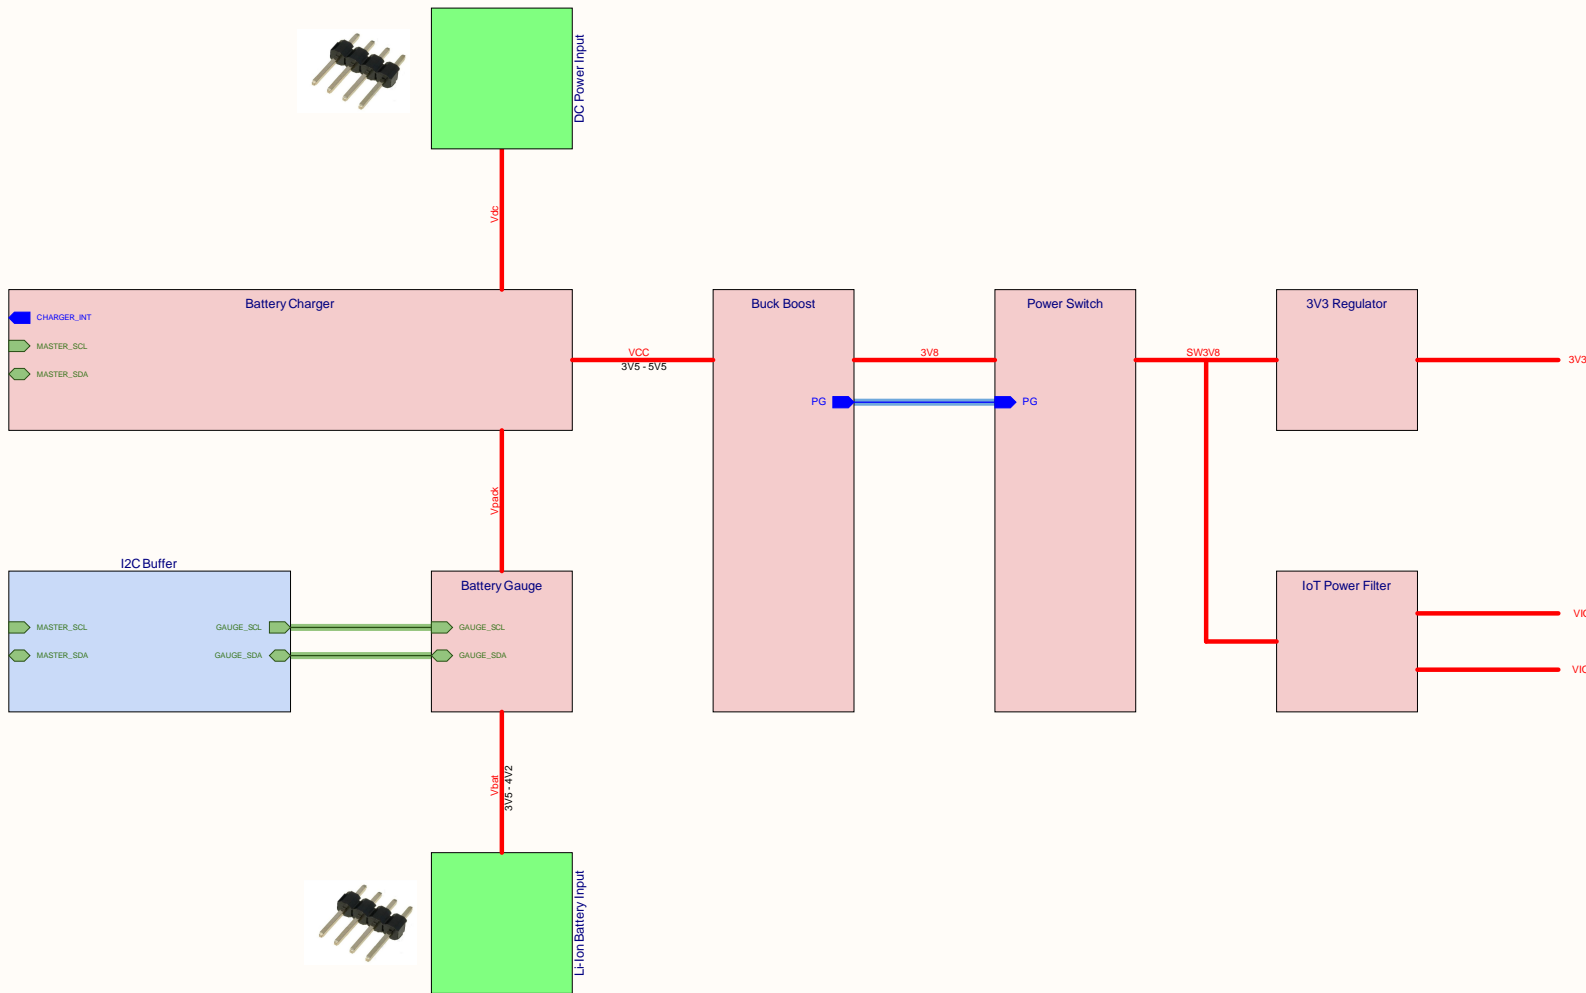 DC Power Input
Vdc
Battery Charger
CHARGER_INT
MASTER_SCL
MASTER_SDA
VCC
3V5 - 5V5
Buck Boost
3V8
PG
PG
Power Switch
SW3V8
3V3 Regulator
3V3
Vpack
I2C Buffer
MASTER_SCL
MASTER_SDA
GAUGE_SCL
GAUGE_SDA
Battery Gauge
GAUGE_SCL
GAUGE_SDA
IoT Power Filter
Vbat
3V5 - 4V2
Li-Ion Battery Input